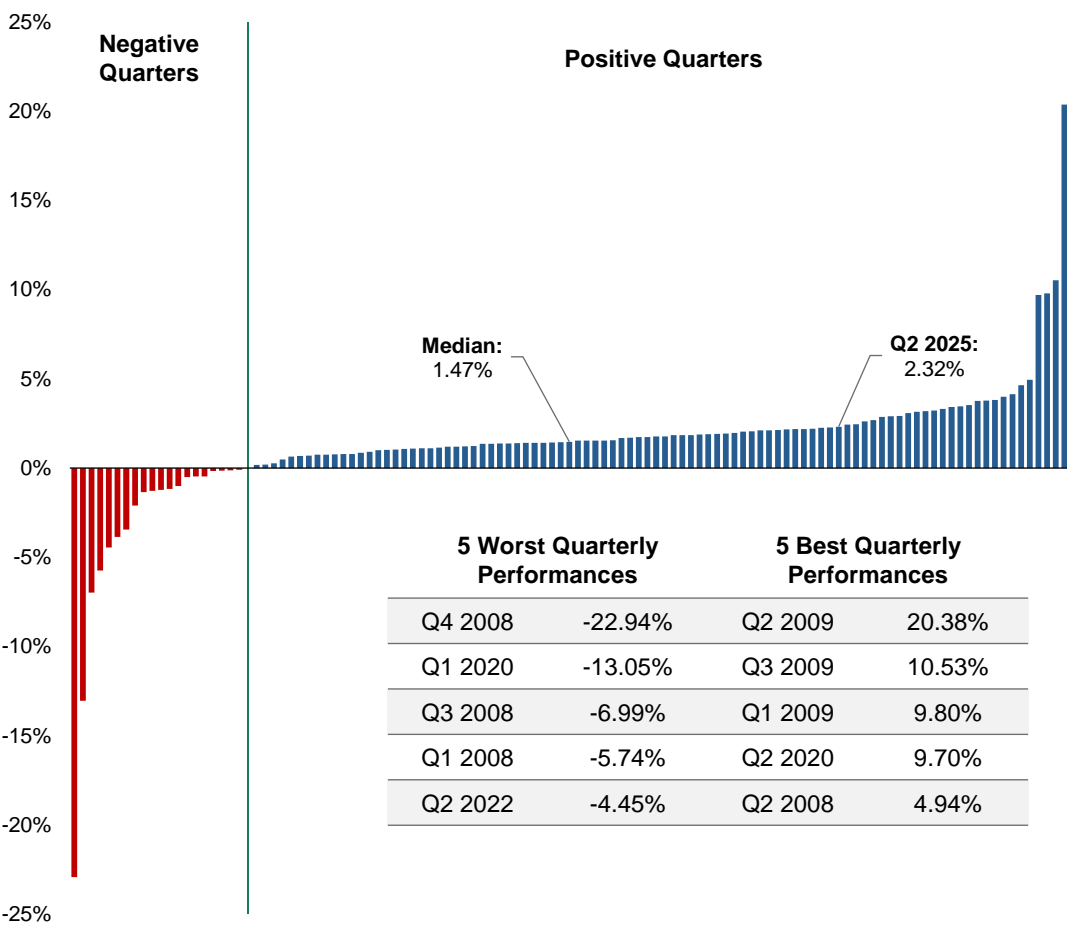 25%
Negative
Quarters
Positive Quarters
20%
15%
10%
Median:
1.47%
Q2 2025:
2.32%
5%
0%
-5%
5 Worst Quarterly
Performances
5 Best Quarterly
Performances
Q4 2008 -22.94% Q2 2009 20.38%
-10%
Q1 2020 -13.05% Q3 2009 10.53%
Q3 2008 -6.99% Q1 2009 9.80%
-15%
Q1 2008 -5.74% Q2 2020 9.70%
Q2 2022 -4.45% Q2 2008 4.94%
-20%
-25%